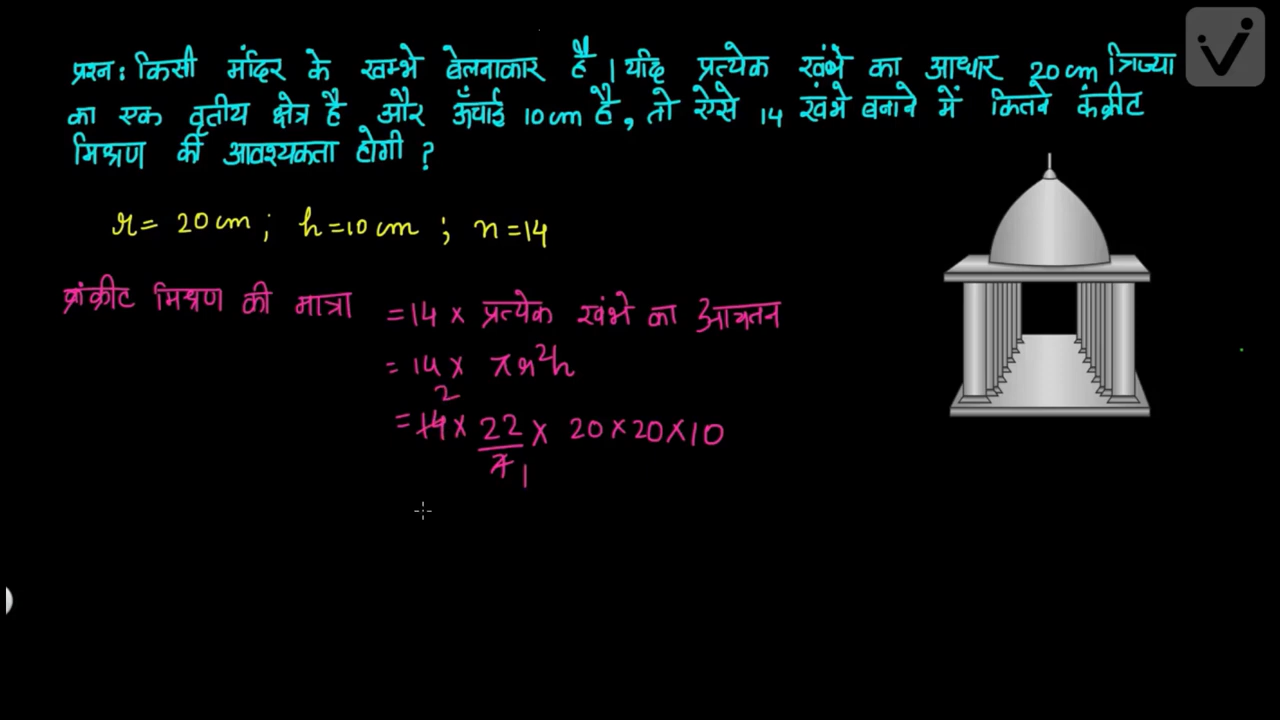 प्रश्न: किसी मंदिर के खम्भे बेलनाकार हैं । यदि प्रत्येक खंभे का आधार 20 cm त्रिज्या
का एक वृतीय क्षेत्र है और ऊँचाई 10 cm है, तो ऐसे 14 खंभे बनाने में कितने कंक्रीट
मिश्रण की आवश्यकता होगी ?
r = 20 cm ; h = 10 cm ; n = 14
क्रांकीट मिश्रण की मात्रा = 14 × प्रत्येक खंभे का आयतन
= 14 × πr²h
2
= 14 × 22/7 × 20 × 20 × 10
1